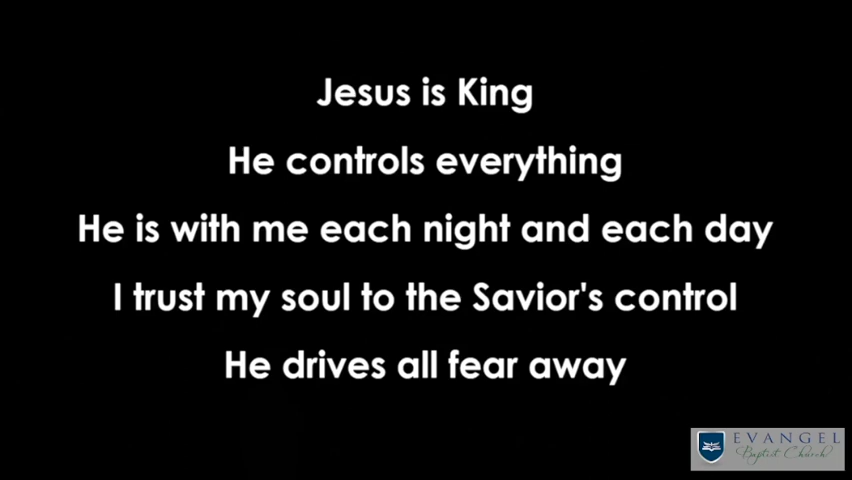 Jesus is King
He controls everything
He is with me each night and each day
I trust my soul to the Savior's control
He drives all fear away
EVANGEL
Baptist Church